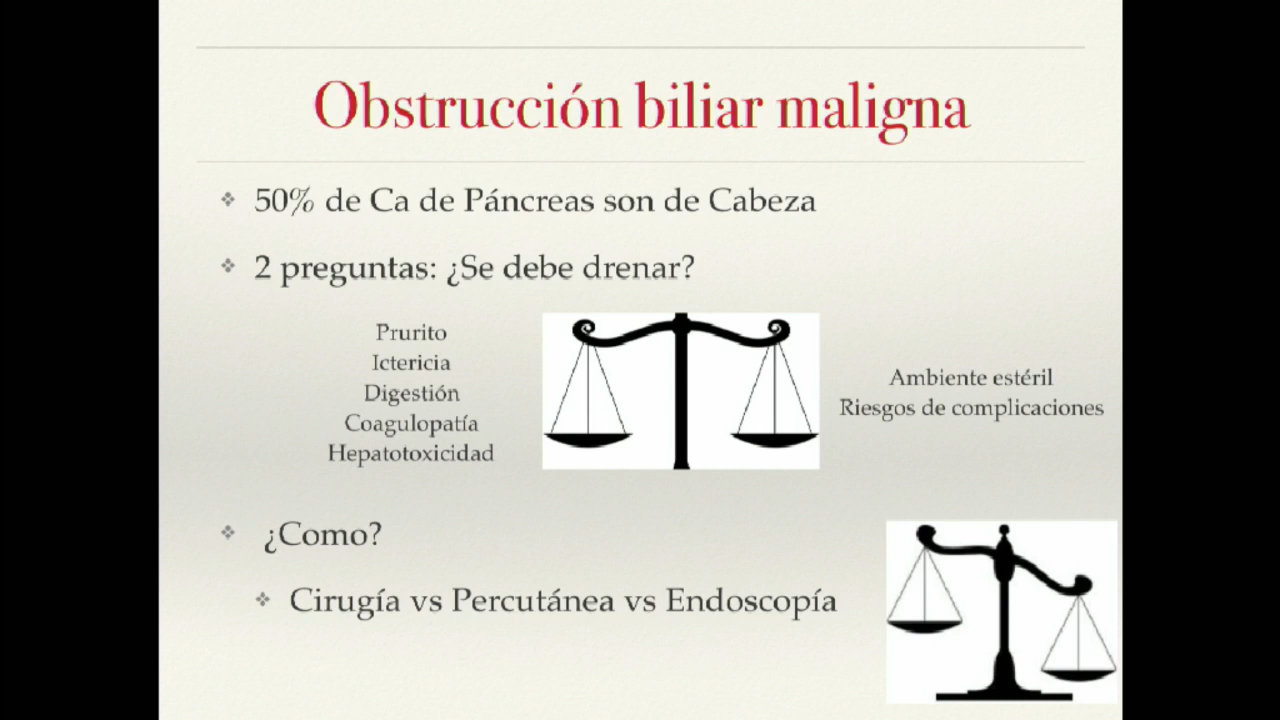 Obstrucción biliar maligna
50% de Ca de Páncreas son de Cabeza
2 preguntas: ¿Se debe drenar?
Prurito
Ictericia
Digestión
Coagulopatía
Hepatotoxicidad
Ambiente estéril
Riesgos de complicaciones
¿Como?
Cirugía vs Percutánea vs Endoscopía